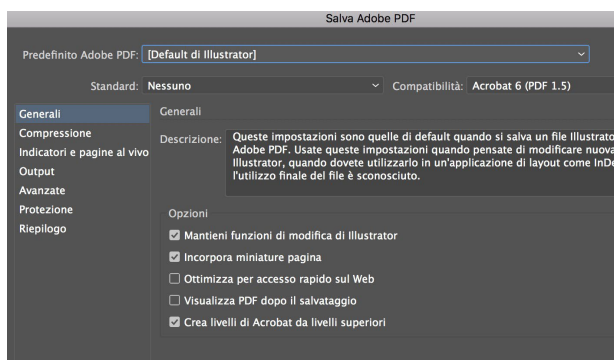 Salva Adobe PDF
Predefinito Adobe PDF: [Default di Illustrator]
Standard: Nessuno Compatibilità: Acrobat 6 (PDF 1.5)
Generali
Compressione
Indicatori e pagine al vivo
Output
Avanzate
Protezione
Riepilogo
Generali
Descrizione: Queste impostazioni sono quelle di default quando si salva un file Illustrato
Adobe PDF. Usate queste impostazioni quando pensate di modificare nuova
Illustrator, quando dovete utilizzarlo in un'applicazione di layout come InDe
l'utilizzo finale del file è sconosciuto.
Opzioni
Mantieni funzioni di modifica di Illustrator
Incorpora miniature pagina
Ottimizza per accesso rapido sul Web
Visualizza PDF dopo il salvataggio
Crea livelli di Acrobat da livelli superiori